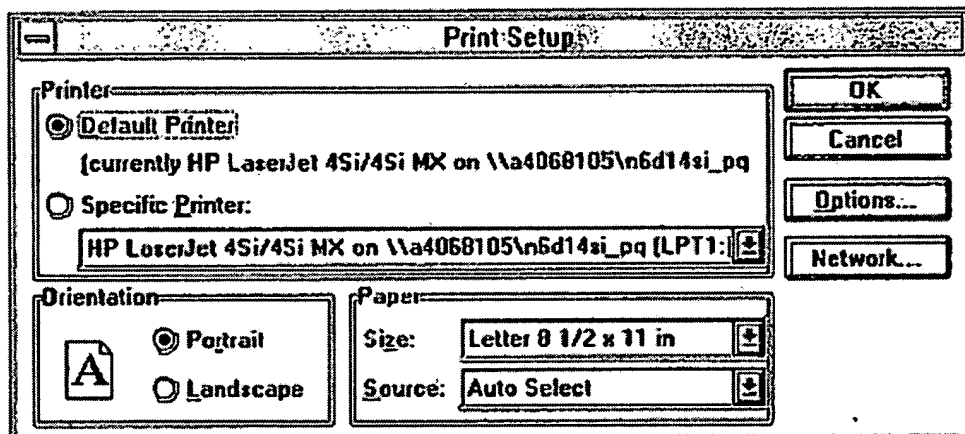 Print Setup
Printer
Default Printer
(currently HP LaserJet 4Si/4Si MX on \\a4068105\n6d14si_pq
Specific Printer:
HP LaserJet 4Si/4Si MX on \\a4068105\n6d14si_pq (LPT1:
OK
Cancel
Options...
Network...
Orientation
Portrait
Landscape
A
Paper
Size:
Letter 8 1/2 x 11 in
Source:
Auto Select